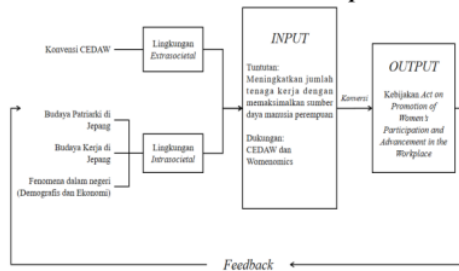 Konvensi CEDAW
Lingkungan
Extrasocietal
Budaya Patriarki di
Jepang
Budaya Kerja di
Jepang
Fenomena dalam negeri
(Demografis dan Ekonomi)
Lingkungan
Intrasocietal
INPUT
Tuntutan:
Meningkatkan jumlah
tenaga kerja dengan
memaksimalkan sumber
daya manusia perempuan
Dukungan:
CEDAW dan
Womenomics
Konversi
OUTPUT
Kebijakan Act on
Promotion of
Women's
Participation and
Advancement in the
Workplace
Feedback